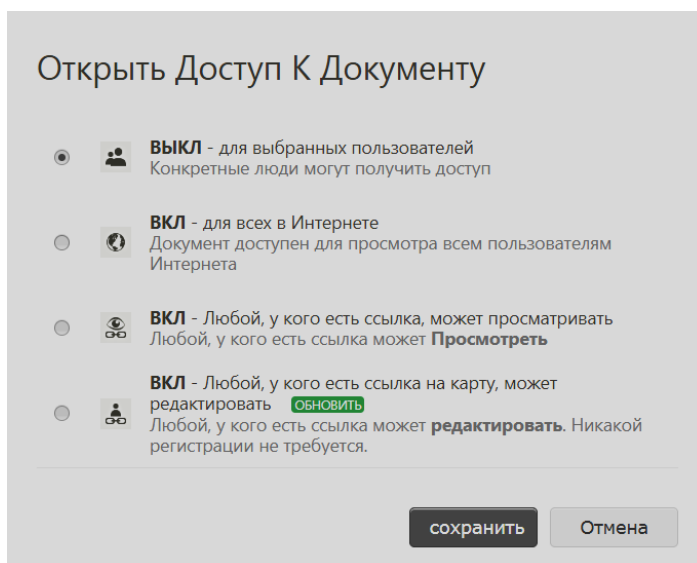 Открыть Доступ К Документу
ВЫКЛ - для выбранных пользователей
Конкретные люди могут получить доступ
ВКЛ - для всех в Интернете
Документ доступен для просмотра всем пользователям
Интернета
ВКЛ - Любой, у кого есть ссылка, может просматривать
Любой, у кого есть ссылка может Просмотреть
ВКЛ - Любой, у кого есть ссылка на карту, может
редактировать ОБНОВИТЬ
Любой, у кого есть ссылка может редактировать. Никакой
регистрации не требуется.
сохранить Отмена